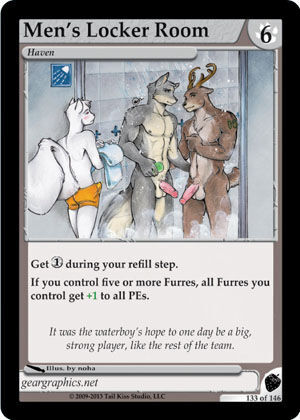 Men's Locker Room
6
Haven
Get 1 during your refill step.
If you control five or more Furres, all Furres you
control get +1 to all PEs.
It was the waterboy's hope to one day be a big,
strong player, like the rest of the team.
Illus. by noha
133 of 146
geargraphics.net
© 2009-2013 Tail Kiss Studio, LLC